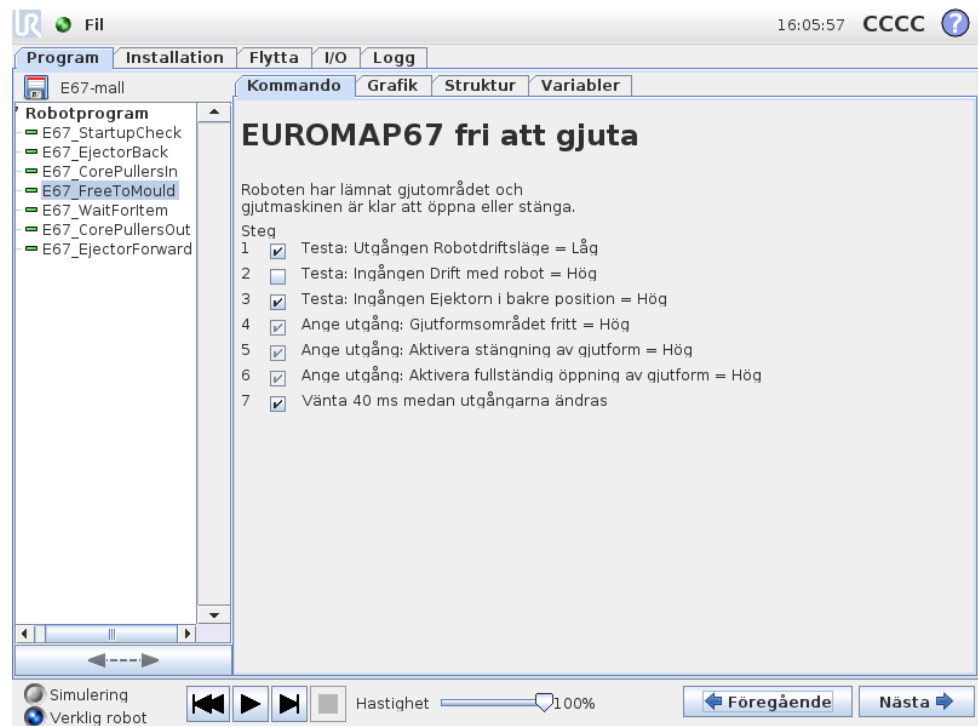 UR
Fil
16:05:57
CCCC
?
Program
Installation
Flytta
I/O
Logg
E67-mall
Kommando
Grafik
Struktur
Variabler
Robotprogram
E67_StartupCheck
E67_EjectorBack
E67_CorePullersIn
E67_FreeToMould
E67_WaitForItem
E67_CorePullersOut
E67_EjectorForward
EUROMAP67 fri att gjuta
Roboten har lämnat gjutområdet och
gjutmaskinen är klar att öppna eller stänga.
Steg
1 Testa: Utgången Robotdriftsläge = Låg
2 Testa: Ingången Drift med robot = Hög
3 Testa: Ingången Ejektorn i bakre position = Hög
4 Ange utgång: Gjutformsområdet fritt = Hög
5 Ange utgång: Aktivera stängning av gjutform = Hög
6 Ange utgång: Aktivera fullständig öppning av gjutform = Hög
7 Vänta 40 ms medan utgångarna ändras
Simulering
Verklig robot
Hastighet
100%
Föregående
Nästa